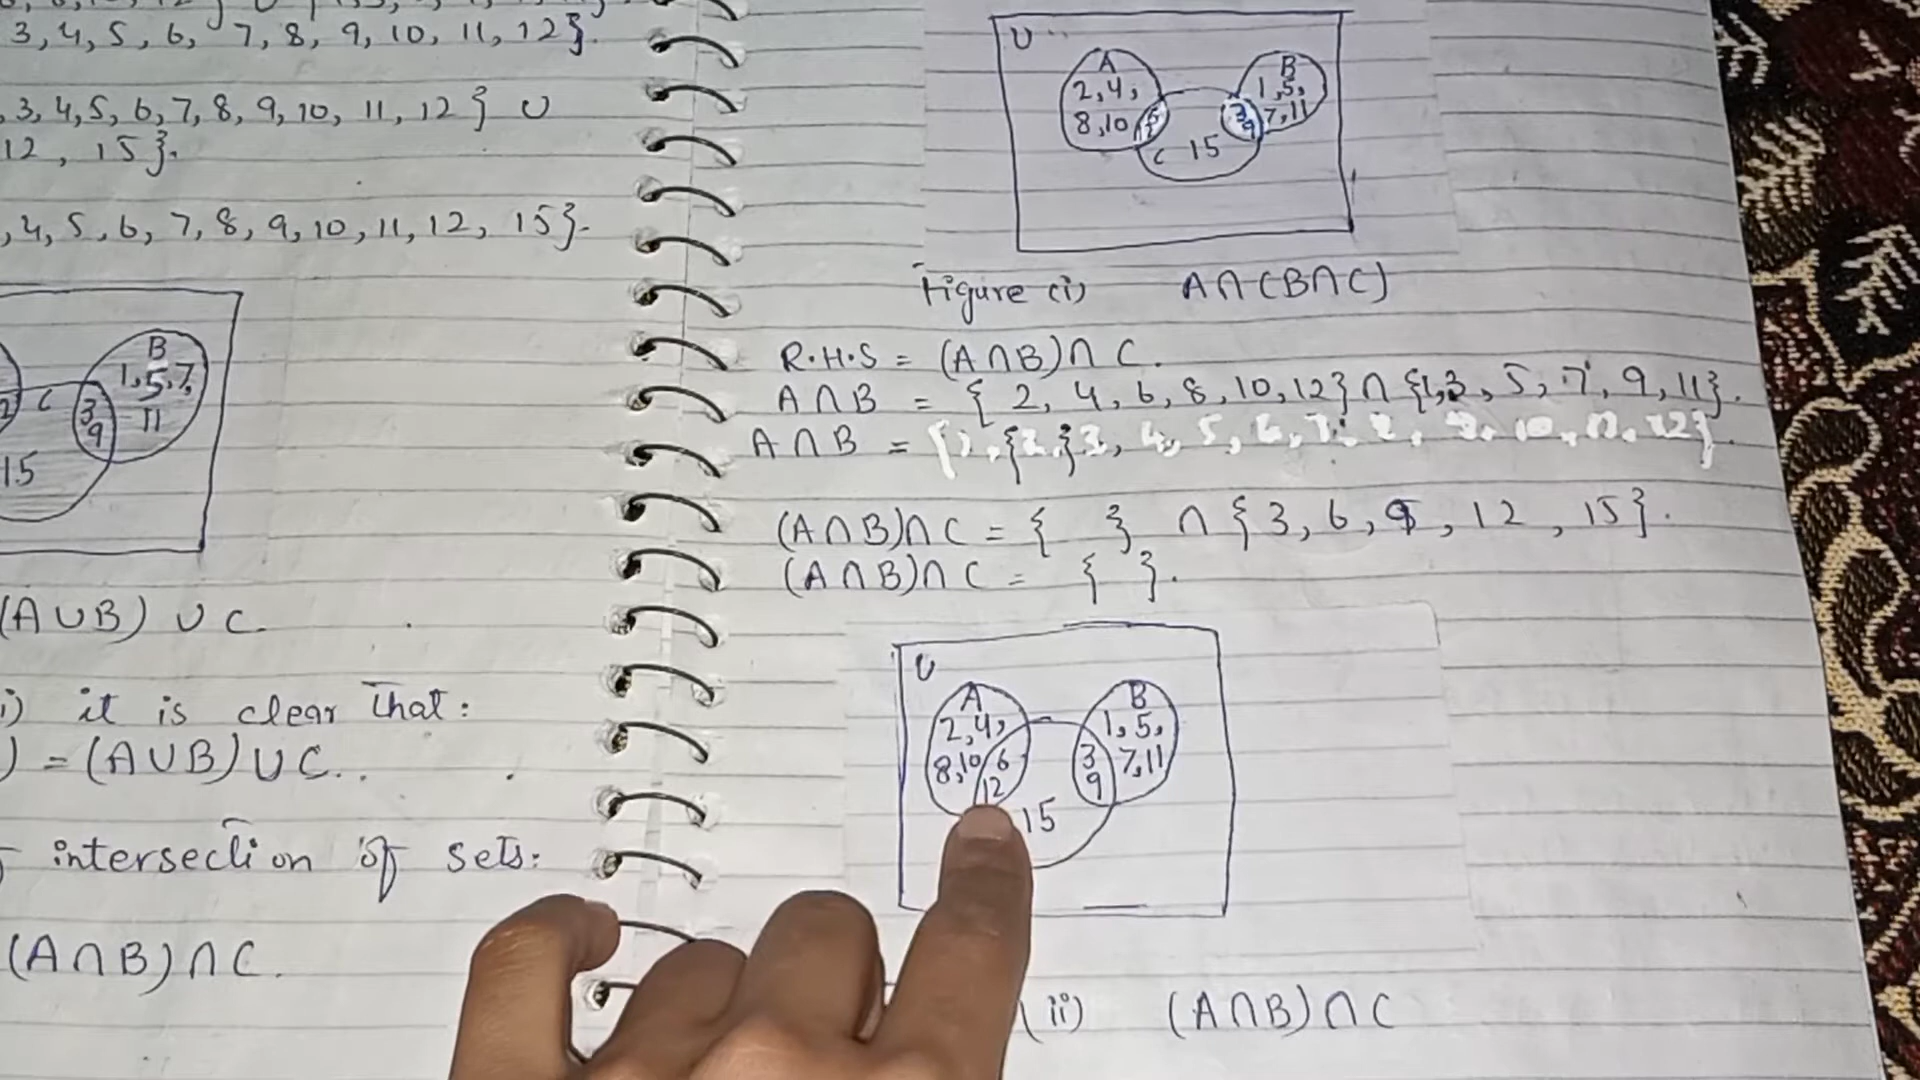 3, 4, 5, 6, 7, 8, 9, 10, 11, 12}.
, 3, 4, 5, 6, 7, 8, 9, 10, 11, 12} ∪
12, 15}.
, 4, 5, 6, 7, 8, 9, 10, 11, 12, 15}.
B
1, 5, 7,
11
C
3
9
15
(A∪B) ∪ C.
i) it is clear that:
) = (A∪B)∪C..
intersection of sets:
(A∩B)∩C.
U
A
2, 4,
8, 10
B
1, 5,
7, 11
3
9
C 15
Figure (i) A∩(B∩C)
R.H.S = (A∩B)∩ C.
A∩B = { 2, 4, 6, 8, 10, 12} ∩ {1, 3, 5, 7, 9, 11}.
A∩B = { }
(A∩B)∩C = { } ∩ {3, 6, 9, 12, 15}.
(A∩B)∩C = { }.
U
A
2, 4,
8, 10
6
12
B
1, 5,
7, 11
3
9
15
(ii) (A∩B)∩C